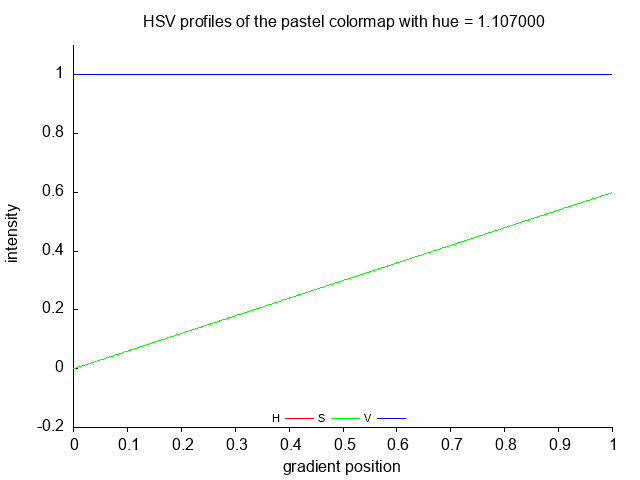 HSV profiles of the pastel colormap with hue = 1.107000
1
0.8
0.6
0.4
0.2
0
-0.2
intensity
H S V
0 0.1 0.2 0.3 0.4 0.5 0.6 0.7 0.8 0.9 1
gradient position